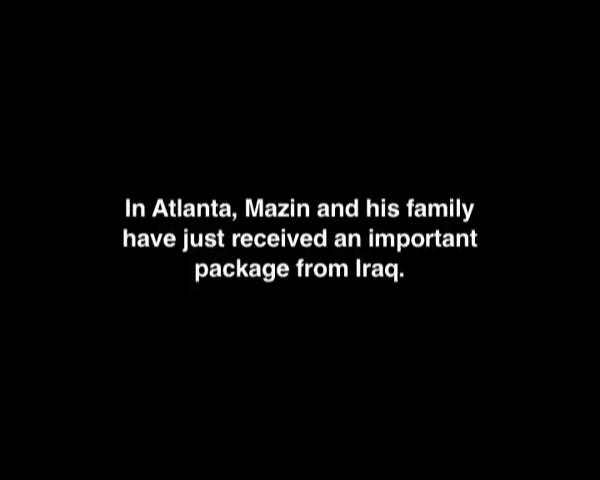 In Atlanta, Mazin and his family
have just received an important
package from Iraq.